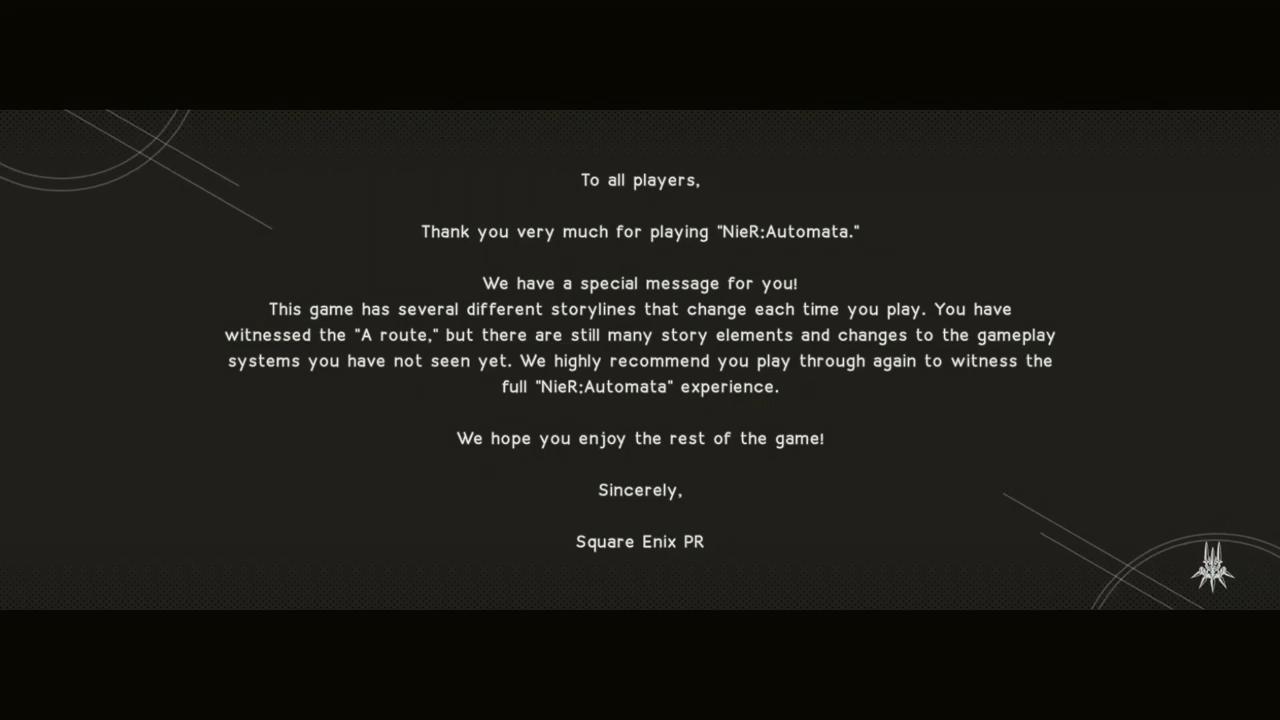 To all players,
Thank you very much for playing "NieR:Automata."
We have a special message for you!
This game has several different storylines that change each time you play. You have
witnessed the "A route," but there are still many story elements and changes to the gameplay
systems you have not seen yet. We highly recommend you play through again to witness the
full "NieR:Automata" experience.
We hope you enjoy the rest of the game!
Sincerely,
Square Enix PR